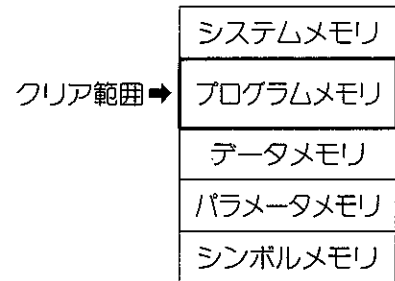 システムメモリ
クリア範囲➡ プログラムメモリ
データメモリ
パラメータメモリ
シンボルメモリ